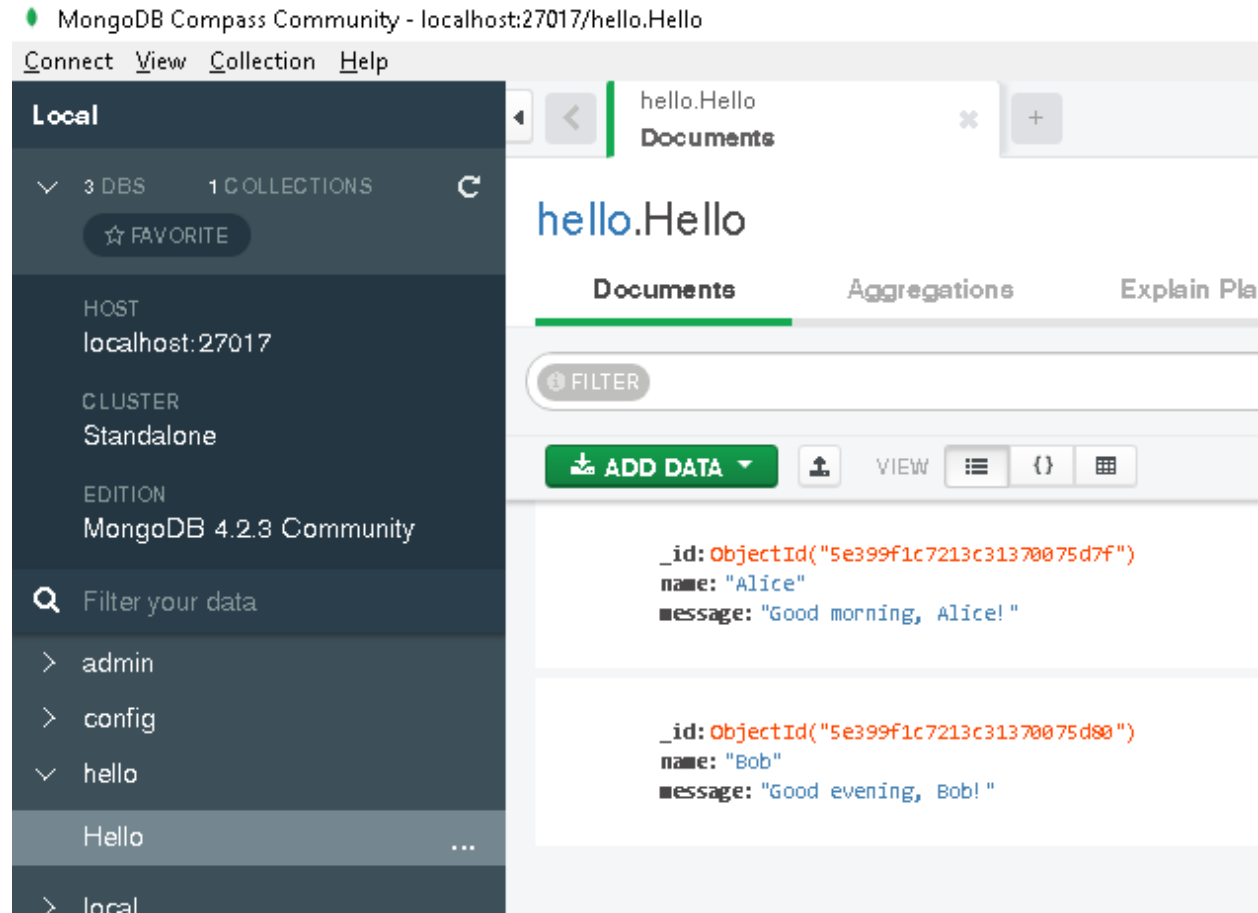 MongoDB Compass Community - localhost:27017/hello.Hello
Connect View Collection Help
Local
3 DBS 1 COLLECTIONS
FAVORITE
HOST
localhost:27017
CLUSTER
Standalone
EDITION
MongoDB 4.2.3 Community
Filter your data
admin
config
hello
Hello ...
local
hello.Hello
Documents
+
hello.Hello
Documents Aggregations Explain Pla
FILTER
ADD DATA VIEW {}
_id: ObjectId("5e399f1c7213c31370075d7f")
name: "Alice"
message: "Good morning, Alice!"
_id: ObjectId("5e399f1c7213c31370075d80")
name: "Bob"
message: "Good evening, Bob!"